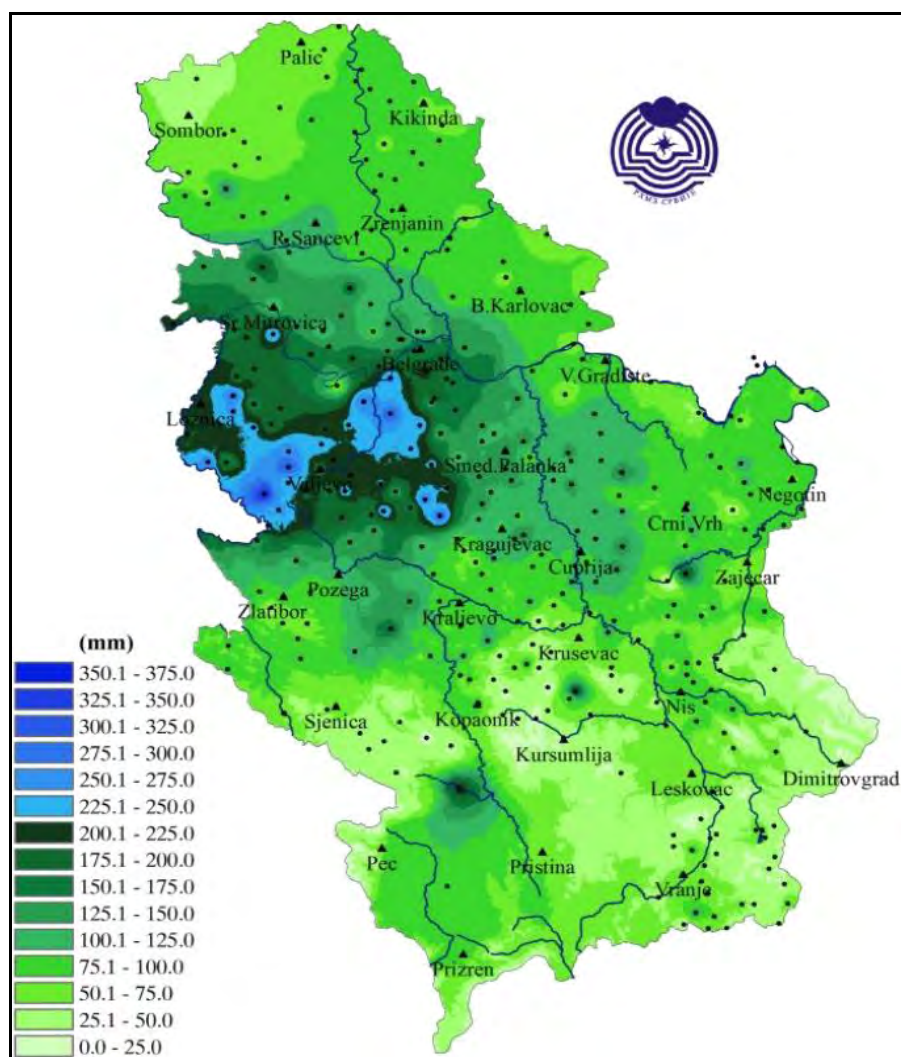 Palic
Kikinda
Sombor
РХМЗ СРБИЈЕ
Zrenjanin
R.Sancevi
B.Karlovac
Sr.Mitrovica
Belgrade
V.Gradiste
Loznica
Smed.Palanka
Valjevo
Negotin
Crni Vrh
Kragujevac
Cuprija
Zajecar
Pozega
Zlatibor
Kraljevo
(mm)
Krusevac
350.1 - 375.0
325.1 - 350.0
Nis
300.1 - 325.0
Sjenica
Kopaonik
275.1 - 300.0
Kursumlija
250.1 - 275.0
Dimitrovgrad
Leskovac
225.1 - 250.0
200.1 - 225.0
175.1 - 200.0
Pec
Pristina
150.1 - 175.0
Vranje
125.1 - 150.0
100.1 - 125.0
75.1 - 100.0
Prizren
50.1 - 75.0
25.1 - 50.0
0.0 - 25.0